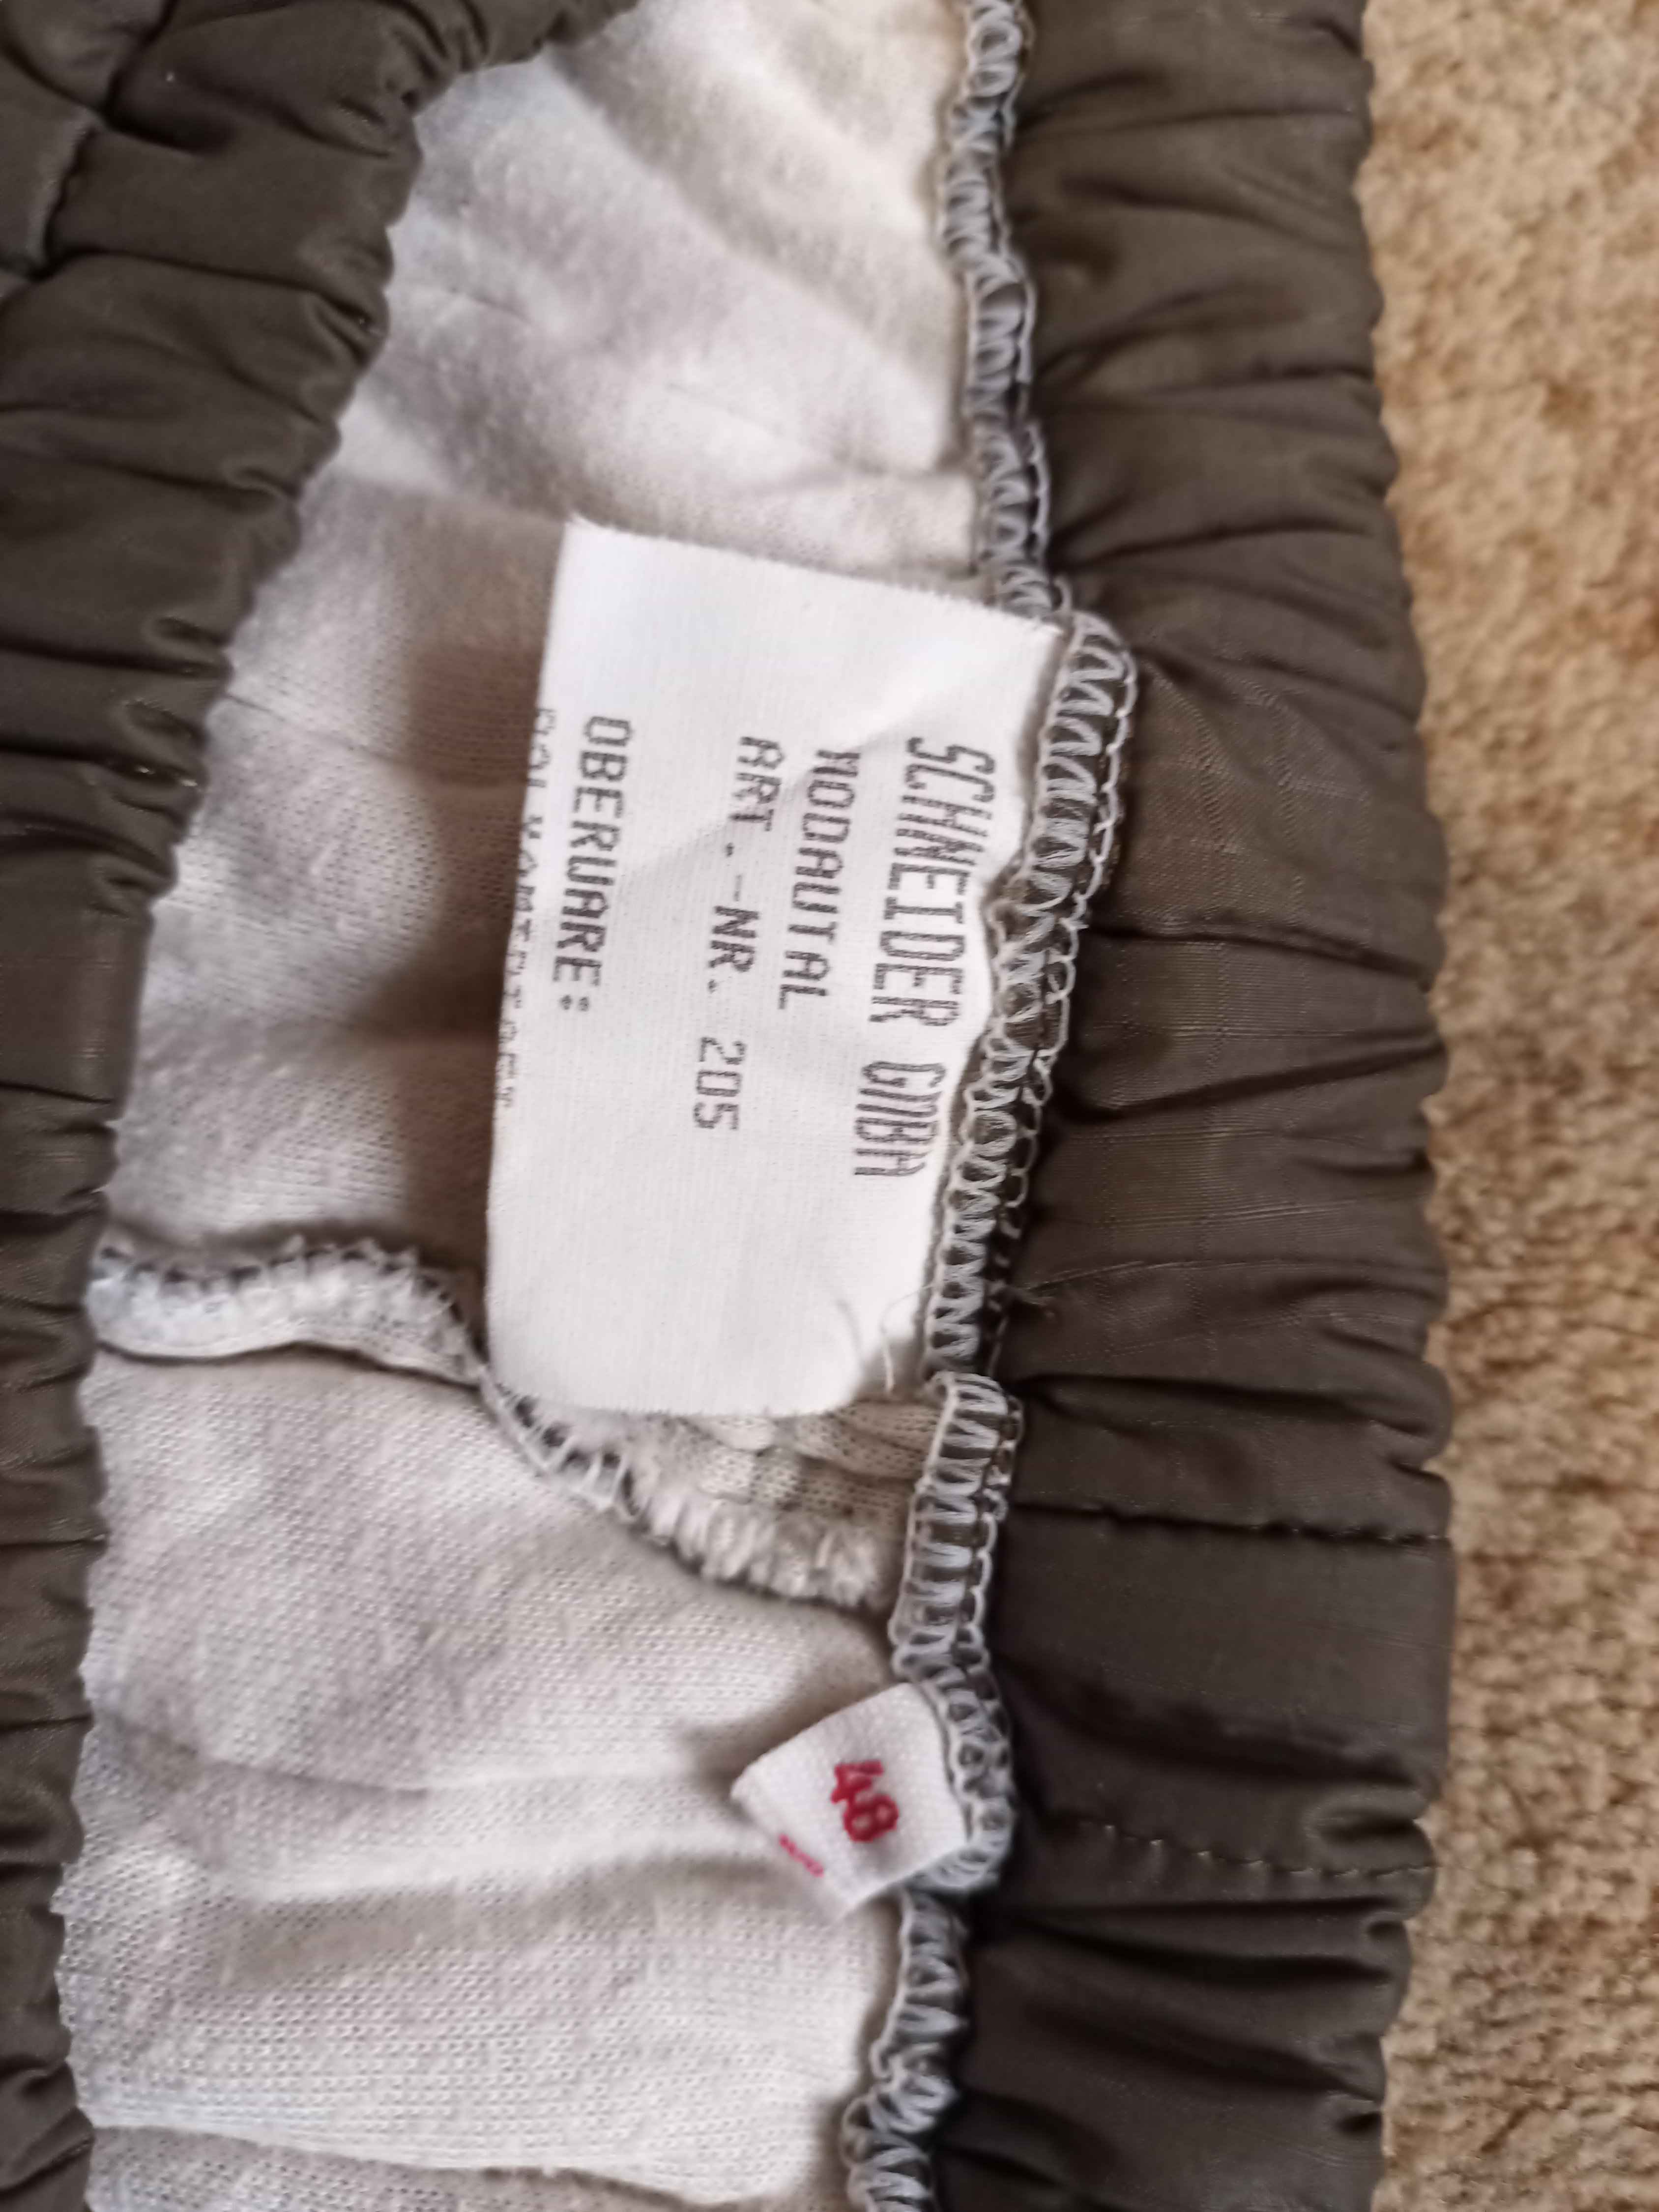 SCHNEIDER GMBH
MODAUTAL
ART.-NR. 205
OBERWARE:
48